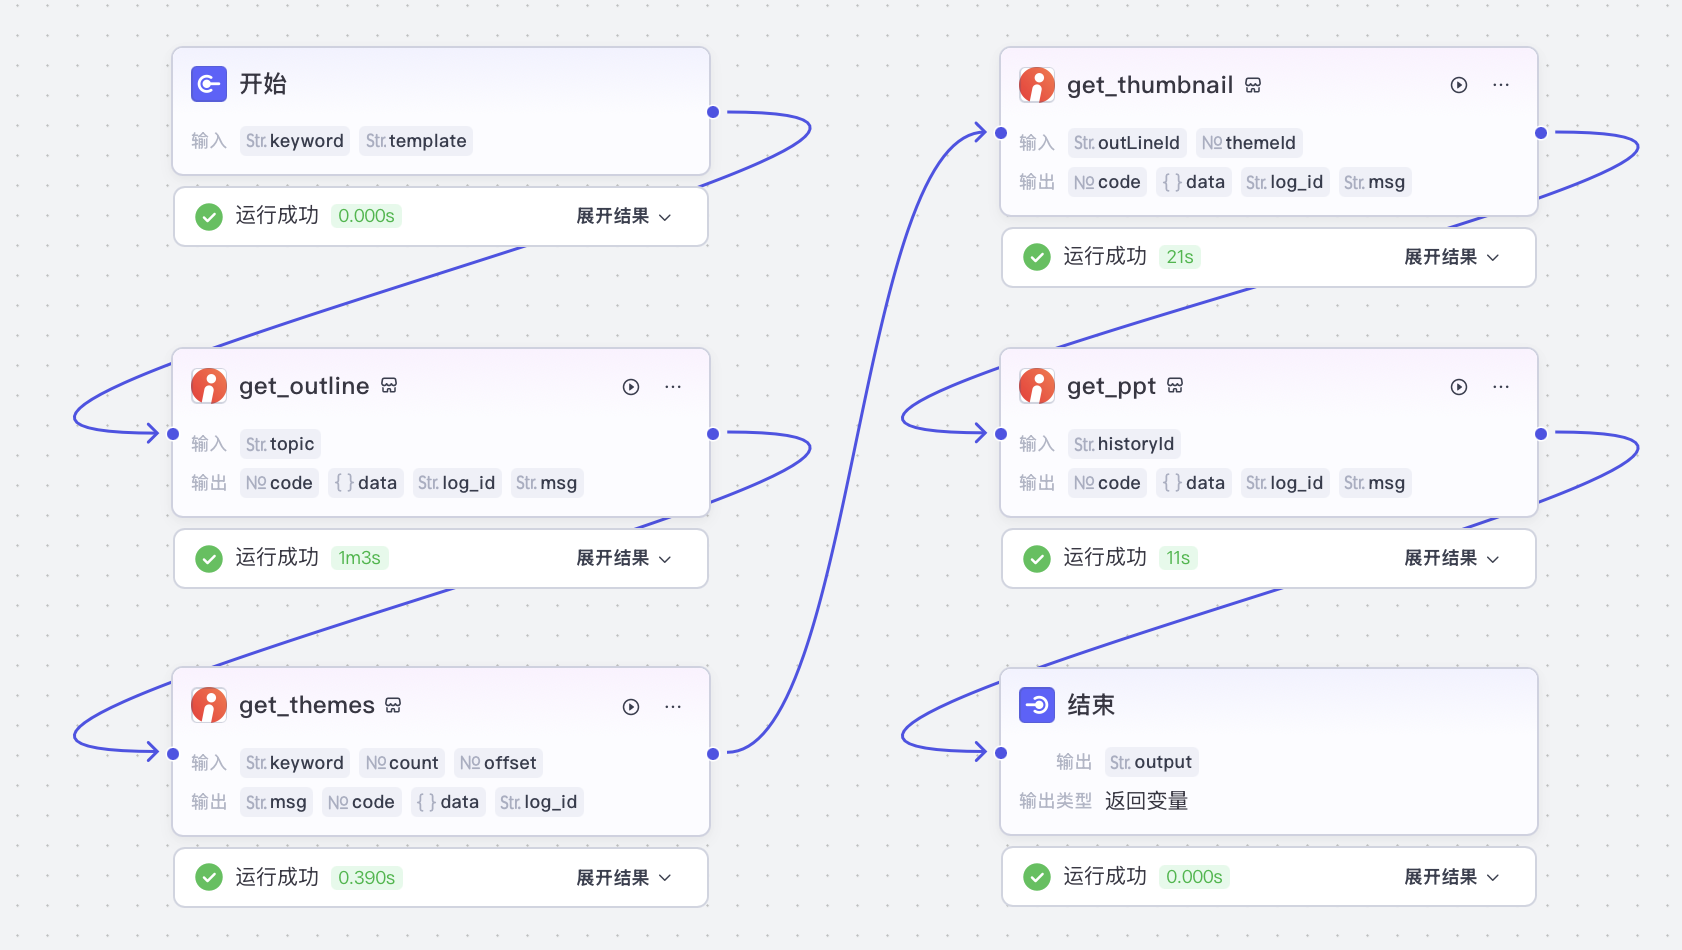 开始
输入 Str. keyword Str. template
运行成功 0.000s 展开结果
get_outline
输入 Str. topic
输出 № code { } data Str. log_id Str. msg
运行成功 1m3s 展开结果
get_themes
输入 Str. keyword № count № offset
输出 Str. msg № code { } data Str. log_id
运行成功 0.390s 展开结果
get_thumbnail
输入 Str. outLineId № themeId
输出 № code { } data Str. log_id Str. msg
运行成功 21s 展开结果
get_ppt
输入 Str. historyId
输出 № code { } data Str. log_id Str. msg
运行成功 11s 展开结果
结束
输出 Str. output
输出类型 返回变量
运行成功 0.000s 展开结果